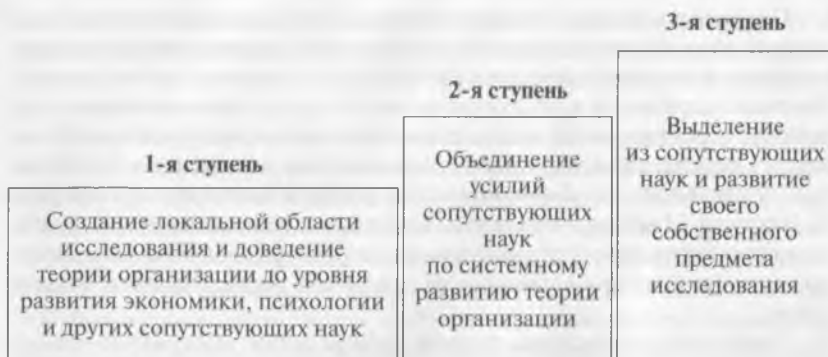 1-я ступень
Создание локальной области
исследования и доведение
теории организации до уровня
развития экономики, психологии
и других сопутствующих наук
2-я ступень
Объединение
усилий
сопутствующих
наук
по системному
развитию теории
организации
3-я ступень
Выделение
из сопутствующих
наук и развитие
своего
собственного
предмета
исследования